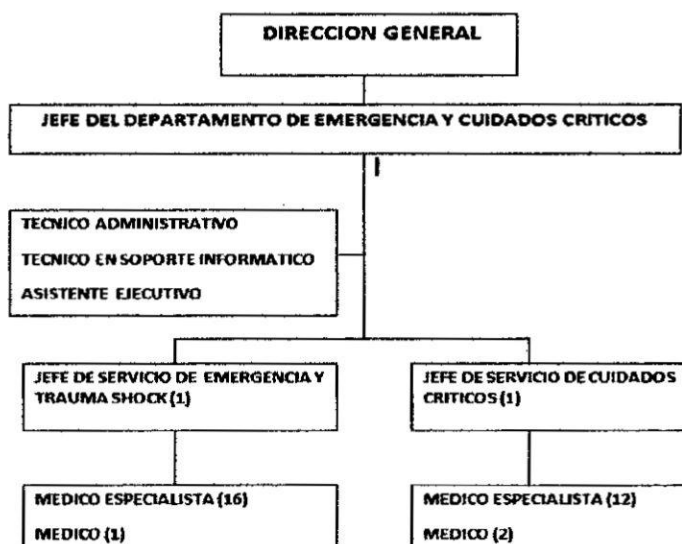 DIRECCION GENERAL
JEFE DEL DEPARTAMENTO DE EMERGENCIA Y CUIDADOS CRITICOS
TECNICO ADMINISTRATIVO
TECNICO EN SOPORTE INFORMATICO
ASISTENTE EJECUTIVO
JEFE DE SERVICIO DE EMERGENCIA Y
TRAUMA SHOCK (1)
JEFE DE SERVICIO DE CUIDADOS
CRITICOS (1)
MEDICO ESPECIALISTA (16)
MEDICO (1)
MEDICO ESPECIALISTA (12)
MEDICO (2)